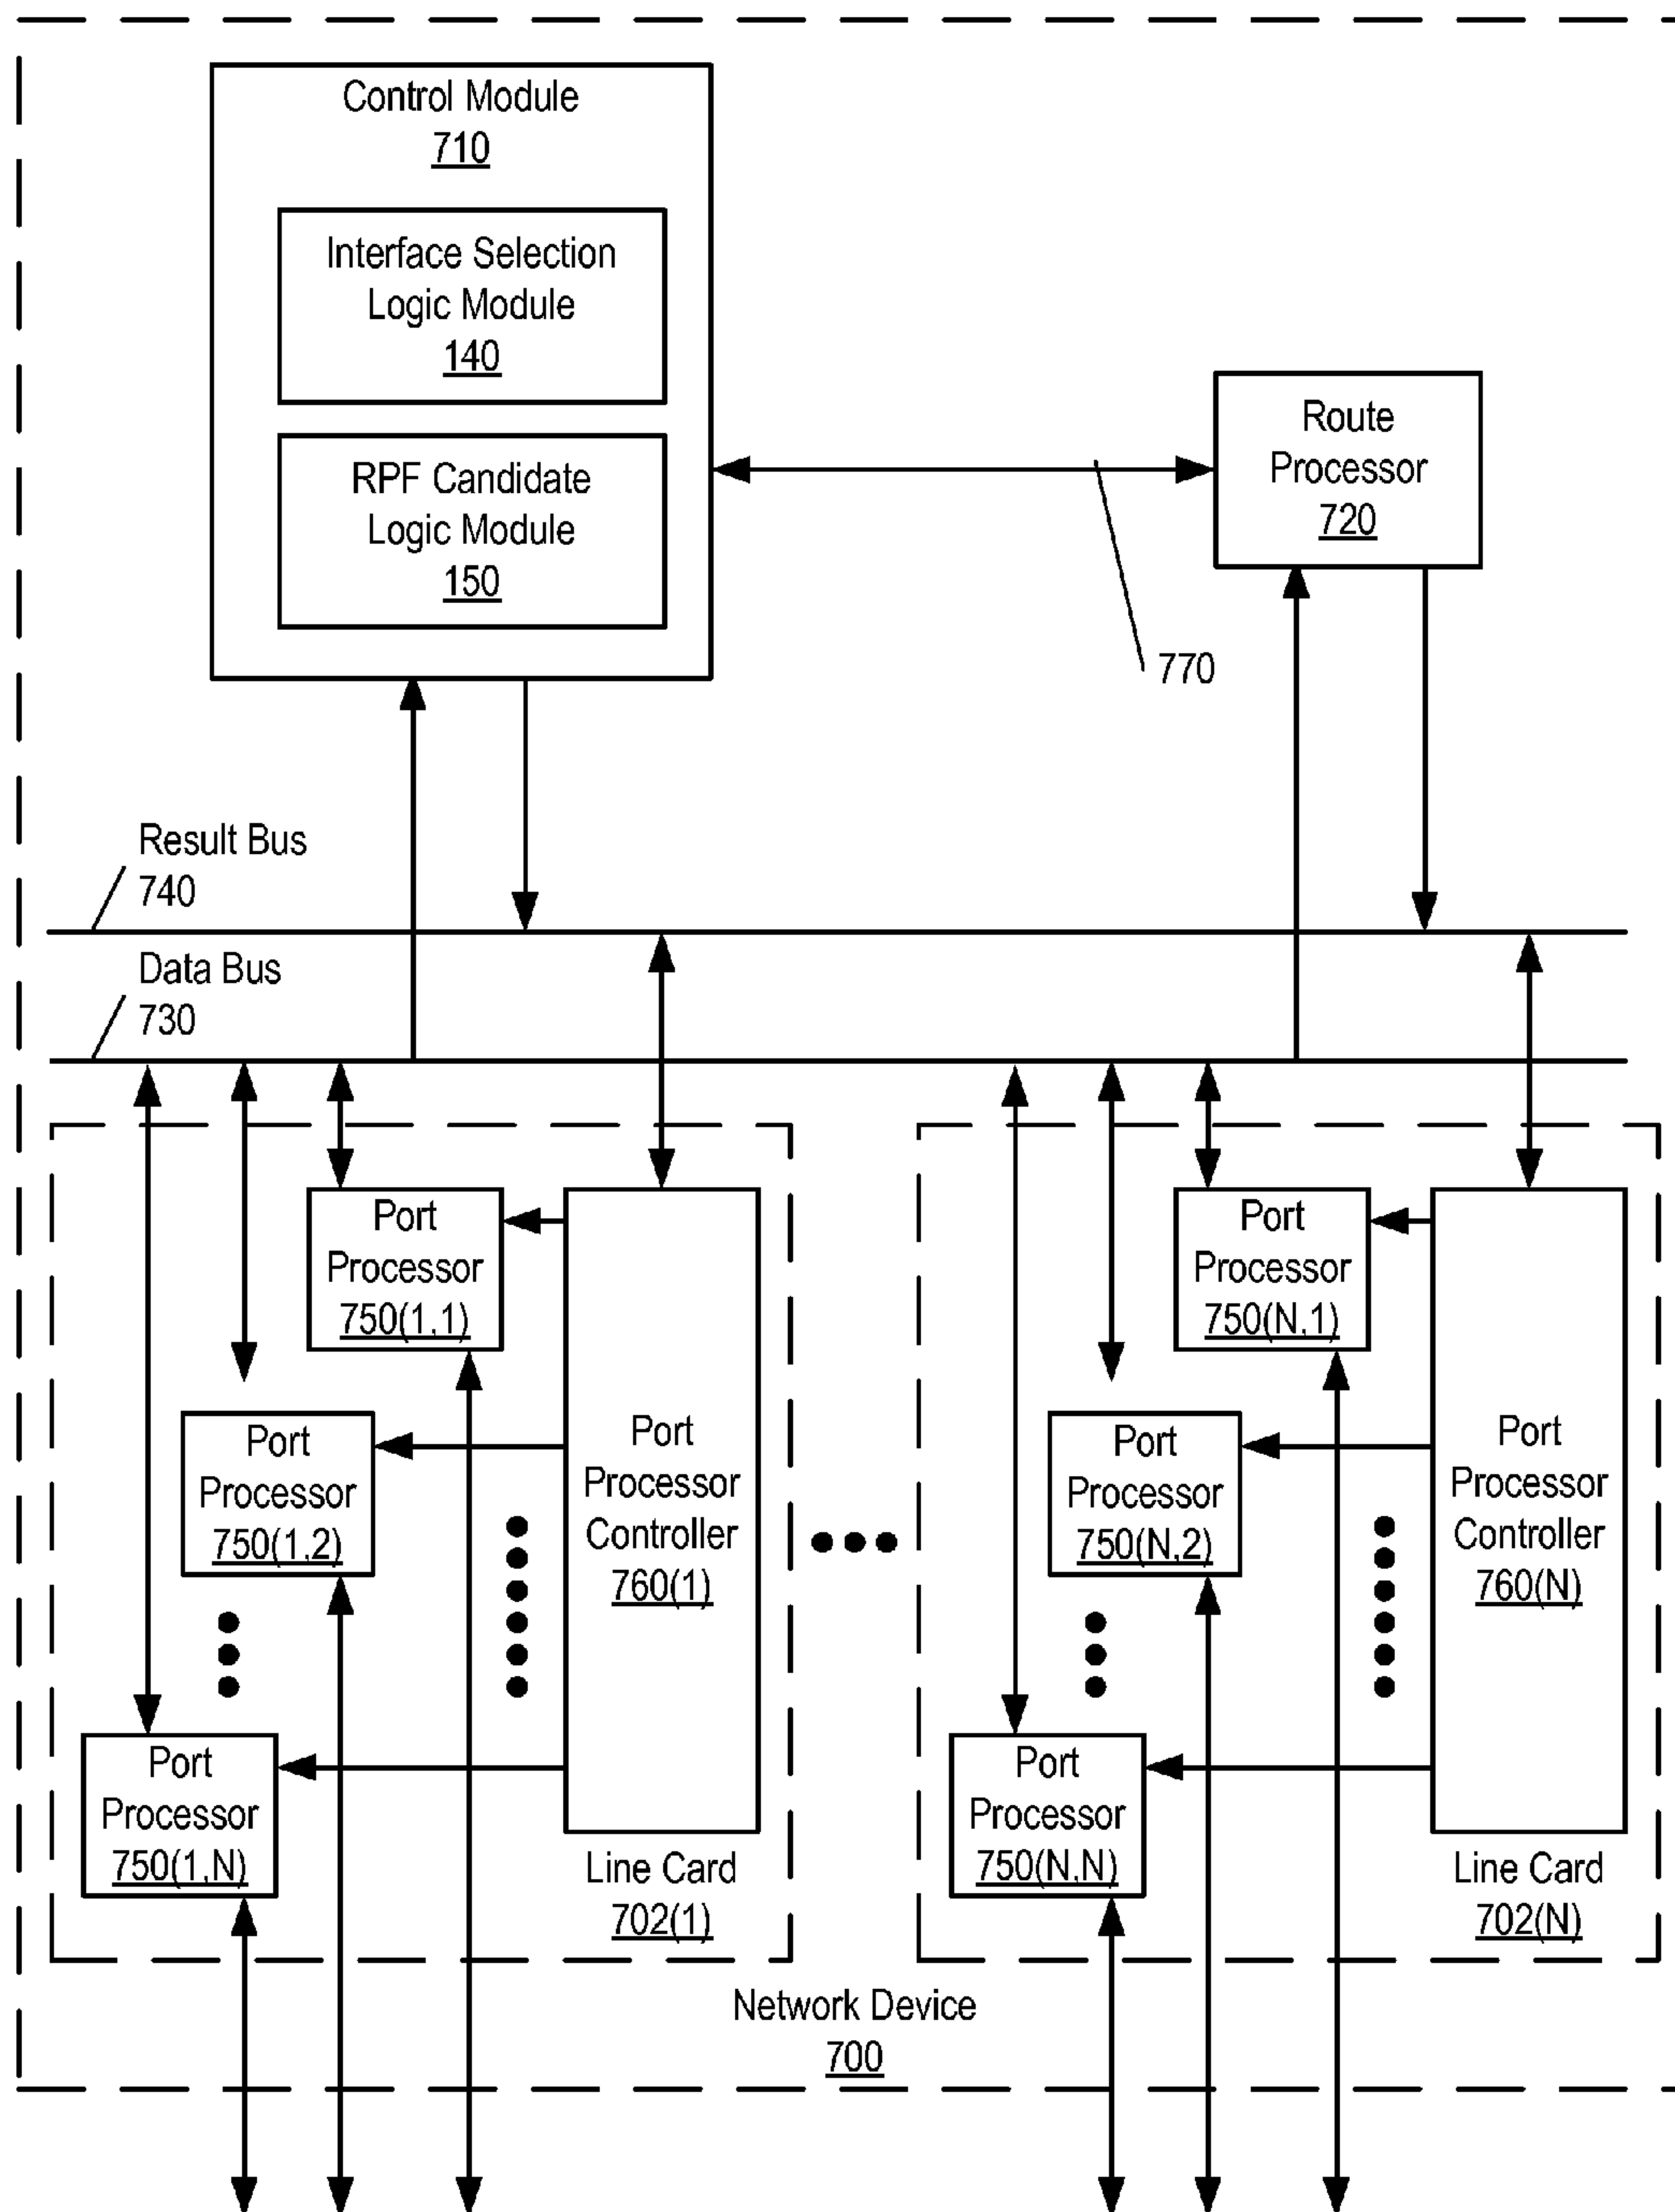 Control Module
710
Interface Selection
Logic Module
140
RPF Candidate
Logic Module
150
Route
Processor
720
770
Result Bus
740
Data Bus
730
Port
Processor
750(1,1)
Port
Processor
750(1,2)
Port
Processor
750(1,N)
Port
Processor
Controller
760(1)
Line Card
702(1)
Port
Processor
750(N,1)
Port
Processor
750(N,2)
Port
Processor
750(N,N)
Port
Processor
Controller
760(N)
Line Card
702(N)
Network Device
700